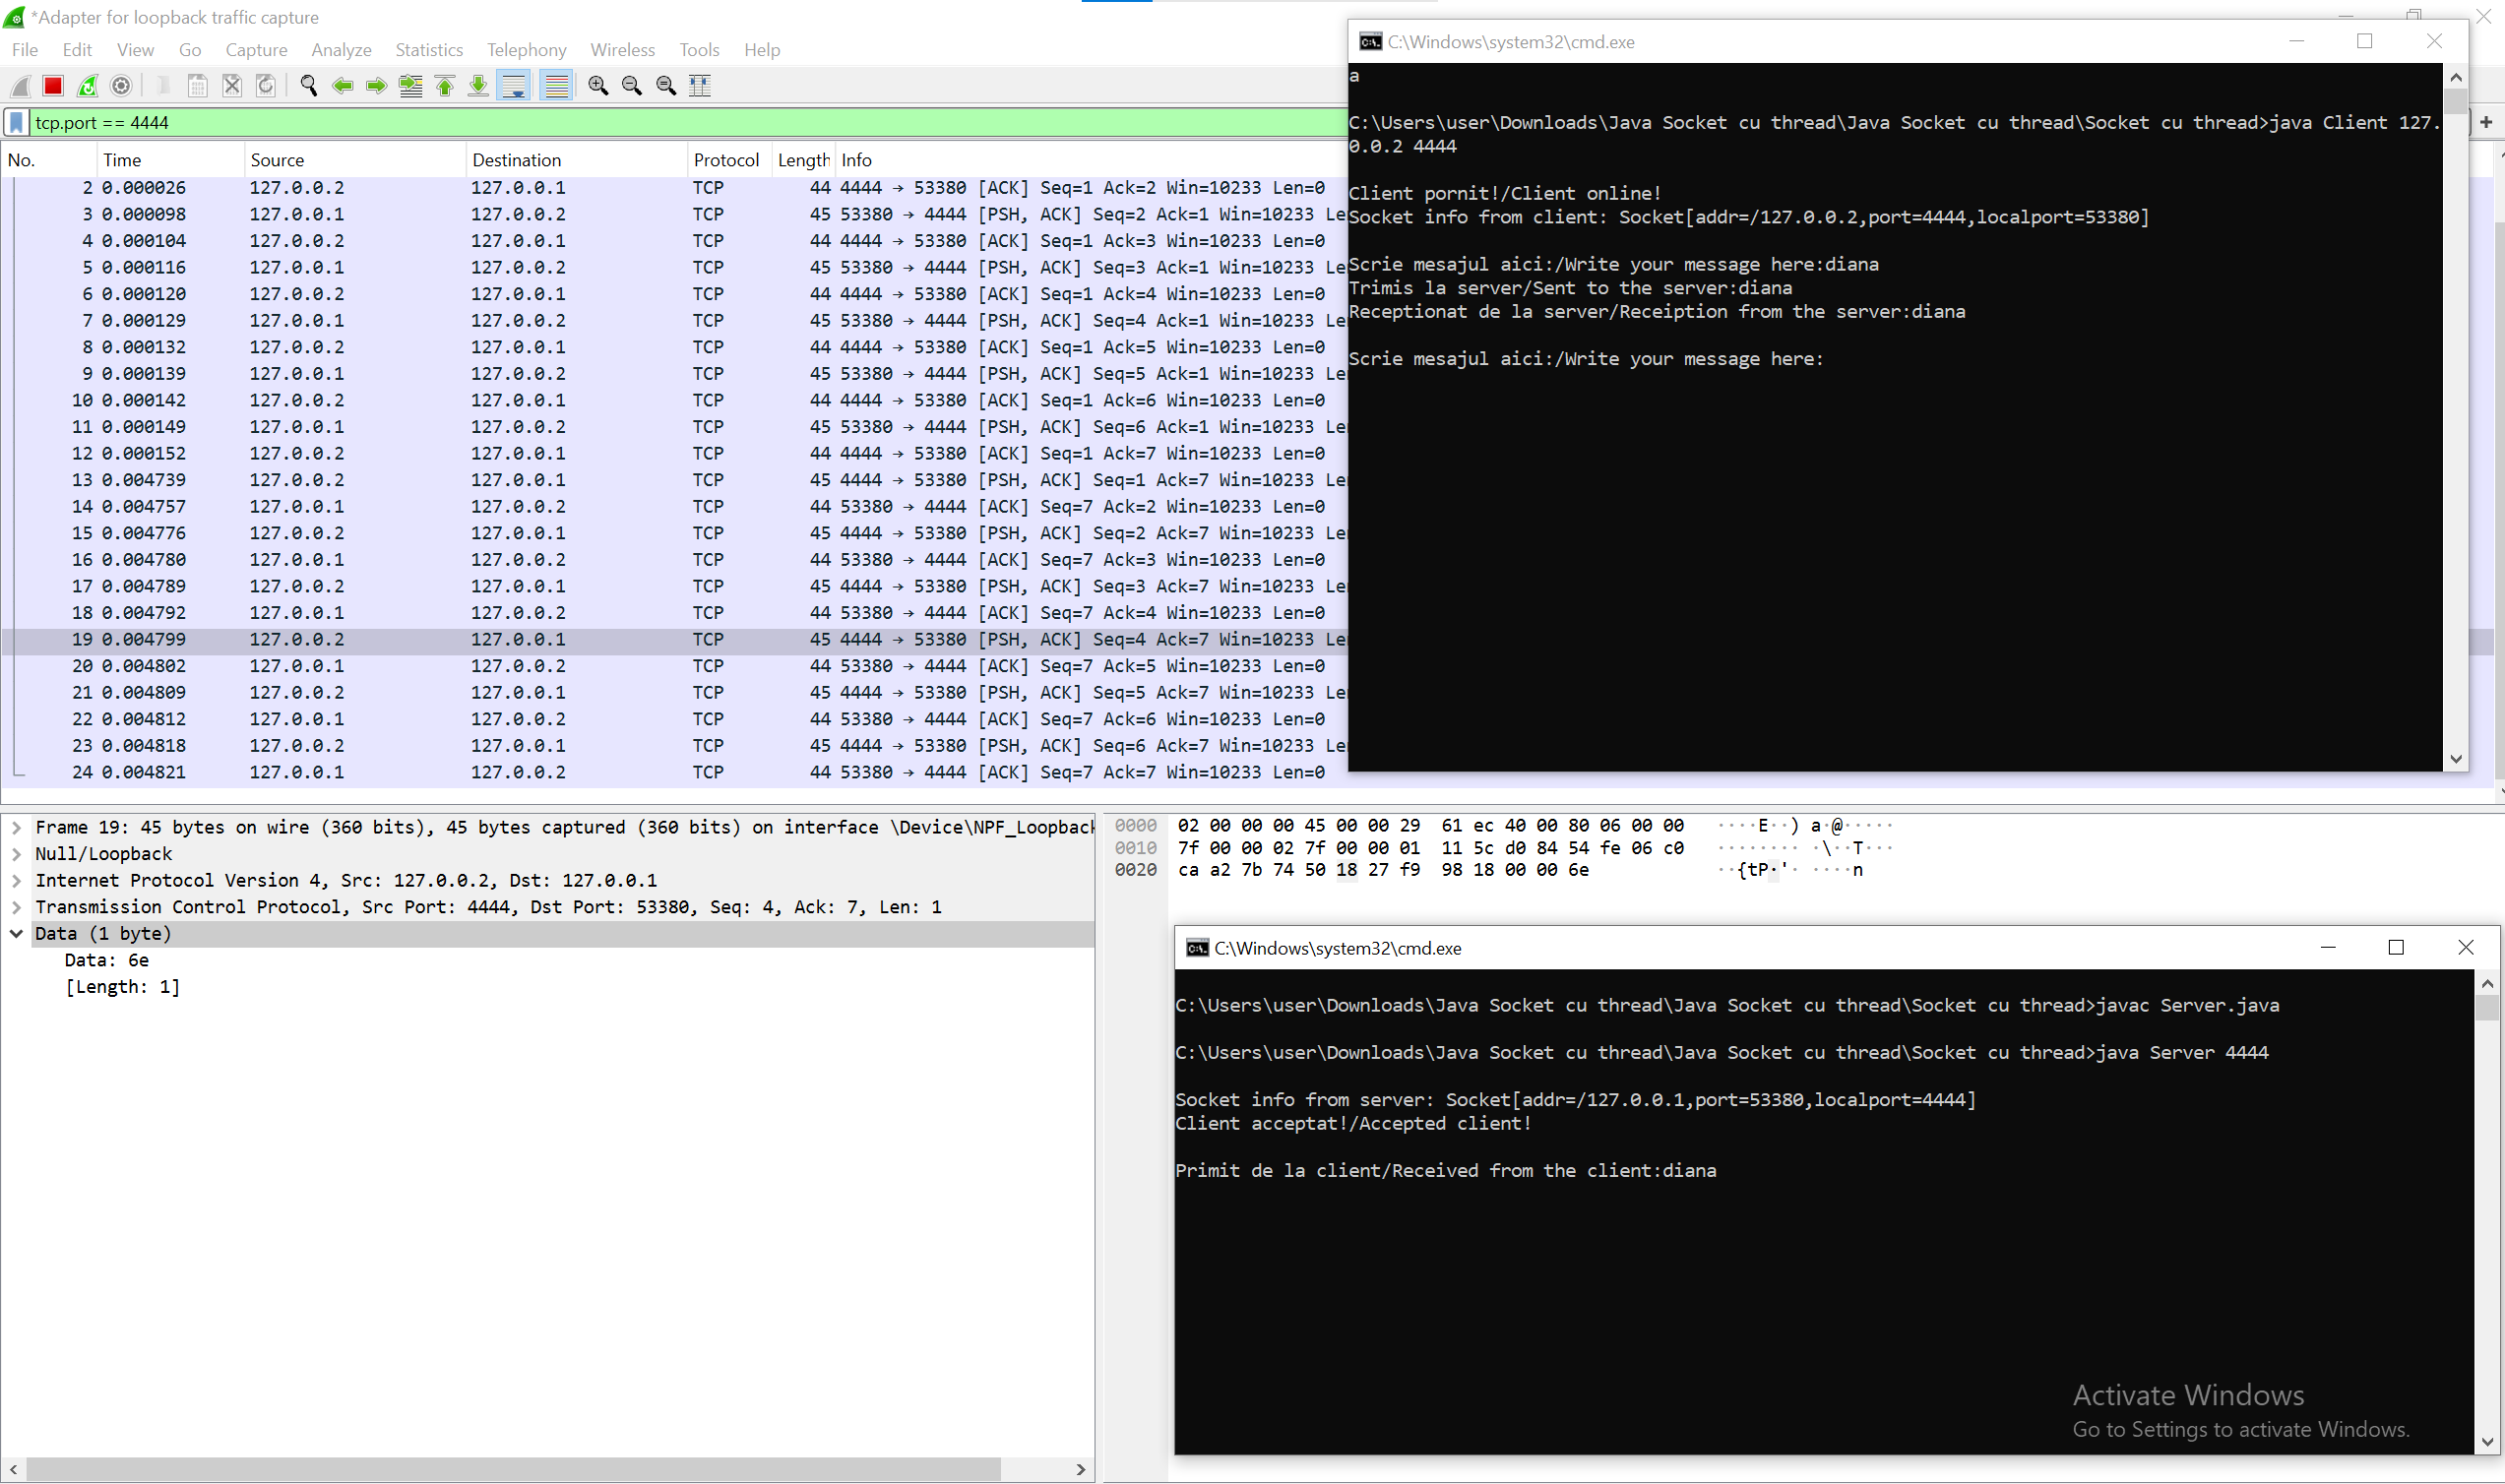 *Adapter for loopback traffic capture
File Edit View Go Capture Analyze Statistics Telephony Wireless Tools Help
tcp.port == 4444
+
No. Time Source Destination Protocol Length Info
2 0.000026 127.0.0.2 127.0.0.1 TCP 44 4444 → 53380 [ACK] Seq=1 Ack=2 Win=10233 Len=0
3 0.000098 127.0.0.1 127.0.0.2 TCP 45 53380 → 4444 [PSH, ACK] Seq=2 Ack=1 Win=10233 Le
4 0.000104 127.0.0.2 127.0.0.1 TCP 44 4444 → 53380 [ACK] Seq=1 Ack=3 Win=10233 Len=0
5 0.000116 127.0.0.1 127.0.0.2 TCP 45 53380 → 4444 [PSH, ACK] Seq=3 Ack=1 Win=10233 Le
6 0.000120 127.0.0.2 127.0.0.1 TCP 44 4444 → 53380 [ACK] Seq=1 Ack=4 Win=10233 Len=0
7 0.000129 127.0.0.1 127.0.0.2 TCP 45 53380 → 4444 [PSH, ACK] Seq=4 Ack=1 Win=10233 Le
8 0.000132 127.0.0.2 127.0.0.1 TCP 44 4444 → 53380 [ACK] Seq=1 Ack=5 Win=10233 Len=0
9 0.000139 127.0.0.1 127.0.0.2 TCP 45 53380 → 4444 [PSH, ACK] Seq=5 Ack=1 Win=10233 Le
10 0.000142 127.0.0.2 127.0.0.1 TCP 44 4444 → 53380 [ACK] Seq=1 Ack=6 Win=10233 Len=0
11 0.000149 127.0.0.1 127.0.0.2 TCP 45 53380 → 4444 [PSH, ACK] Seq=6 Ack=1 Win=10233 Le
12 0.000152 127.0.0.2 127.0.0.1 TCP 44 4444 → 53380 [ACK] Seq=1 Ack=7 Win=10233 Len=0
13 0.004739 127.0.0.2 127.0.0.1 TCP 45 4444 → 53380 [PSH, ACK] Seq=1 Ack=7 Win=10233 Le
14 0.004757 127.0.0.1 127.0.0.2 TCP 44 53380 → 4444 [ACK] Seq=7 Ack=2 Win=10233 Len=0
15 0.004776 127.0.0.2 127.0.0.1 TCP 45 4444 → 53380 [PSH, ACK] Seq=2 Ack=7 Win=10233 Le
16 0.004780 127.0.0.1 127.0.0.2 TCP 44 53380 → 4444 [ACK] Seq=7 Ack=3 Win=10233 Len=0
17 0.004789 127.0.0.2 127.0.0.1 TCP 45 4444 → 53380 [PSH, ACK] Seq=3 Ack=7 Win=10233 Le
18 0.004792 127.0.0.1 127.0.0.2 TCP 44 53380 → 4444 [ACK] Seq=7 Ack=4 Win=10233 Len=0
19 0.004799 127.0.0.2 127.0.0.1 TCP 45 4444 → 53380 [PSH, ACK] Seq=4 Ack=7 Win=10233 Le
20 0.004802 127.0.0.1 127.0.0.2 TCP 44 53380 → 4444 [ACK] Seq=7 Ack=5 Win=10233 Len=0
21 0.004809 127.0.0.2 127.0.0.1 TCP 45 4444 → 53380 [PSH, ACK] Seq=5 Ack=7 Win=10233 Le
22 0.004812 127.0.0.1 127.0.0.2 TCP 44 53380 → 4444 [ACK] Seq=7 Ack=6 Win=10233 Len=0
23 0.004818 127.0.0.2 127.0.0.1 TCP 45 4444 → 53380 [PSH, ACK] Seq=6 Ack=7 Win=10233 Le
24 0.004821 127.0.0.1 127.0.0.2 TCP 44 53380 → 4444 [ACK] Seq=7 Ack=7 Win=10233 Len=0
C:\Windows\system32\cmd.exe
a
C:\Users\user\Downloads\Java Socket cu thread\Java Socket cu thread\Socket cu thread>java Client 127.
0.0.2 4444
Client pornit!/Client online!
Socket info from client: Socket[addr=/127.0.0.2,port=4444,localport=53380]
Scrie mesajul aici:/Write your message here:diana
Trimis la server/Sent to the server:diana
Receptionat de la server/Receiption from the server:diana
Scrie mesajul aici:/Write your message here:
Frame 19: 45 bytes on wire (360 bits), 45 bytes captured (360 bits) on interface \Device\NPF_Loopback
Null/Loopback
Internet Protocol Version 4, Src: 127.0.0.2, Dst: 127.0.0.1
Transmission Control Protocol, Src Port: 4444, Dst Port: 53380, Seq: 4, Ack: 7, Len: 1
Data (1 byte)
Data: 6e
[Length: 1]
0000 02 00 00 00 45 00 00 29 61 ec 40 00 80 06 00 00 ····E··) a·@·····
0010 7f 00 00 02 7f 00 00 01 11 5c d0 84 54 fe 06 c0 ········ ·\··T···
0020 ca a2 7b 74 50 18 27 f9 98 18 00 00 6e ··{tP·'· ····n
C:\Windows\system32\cmd.exe
C:\Users\user\Downloads\Java Socket cu thread\Java Socket cu thread\Socket cu thread>javac Server.java
C:\Users\user\Downloads\Java Socket cu thread\Java Socket cu thread\Socket cu thread>java Server 4444
Socket info from server: Socket[addr=/127.0.0.1,port=53380,localport=4444]
Client acceptat!/Accepted client!
Primit de la client/Received from the client:diana
Activate Windows
Go to Settings to activate Windows.